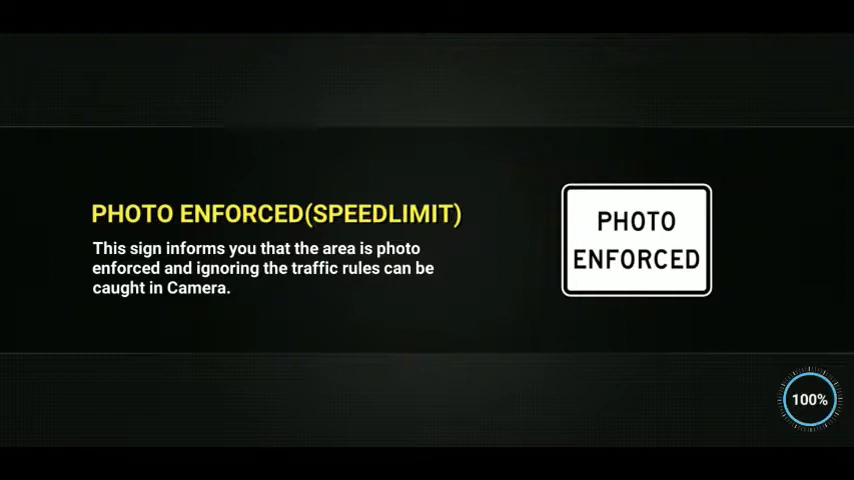 PHOTO ENFORCED(SPEEDLIMIT)
This sign informs you that the area is photo
enforced and ignoring the traffic rules can be
caught in Camera.
PHOTO
ENFORCED
100%